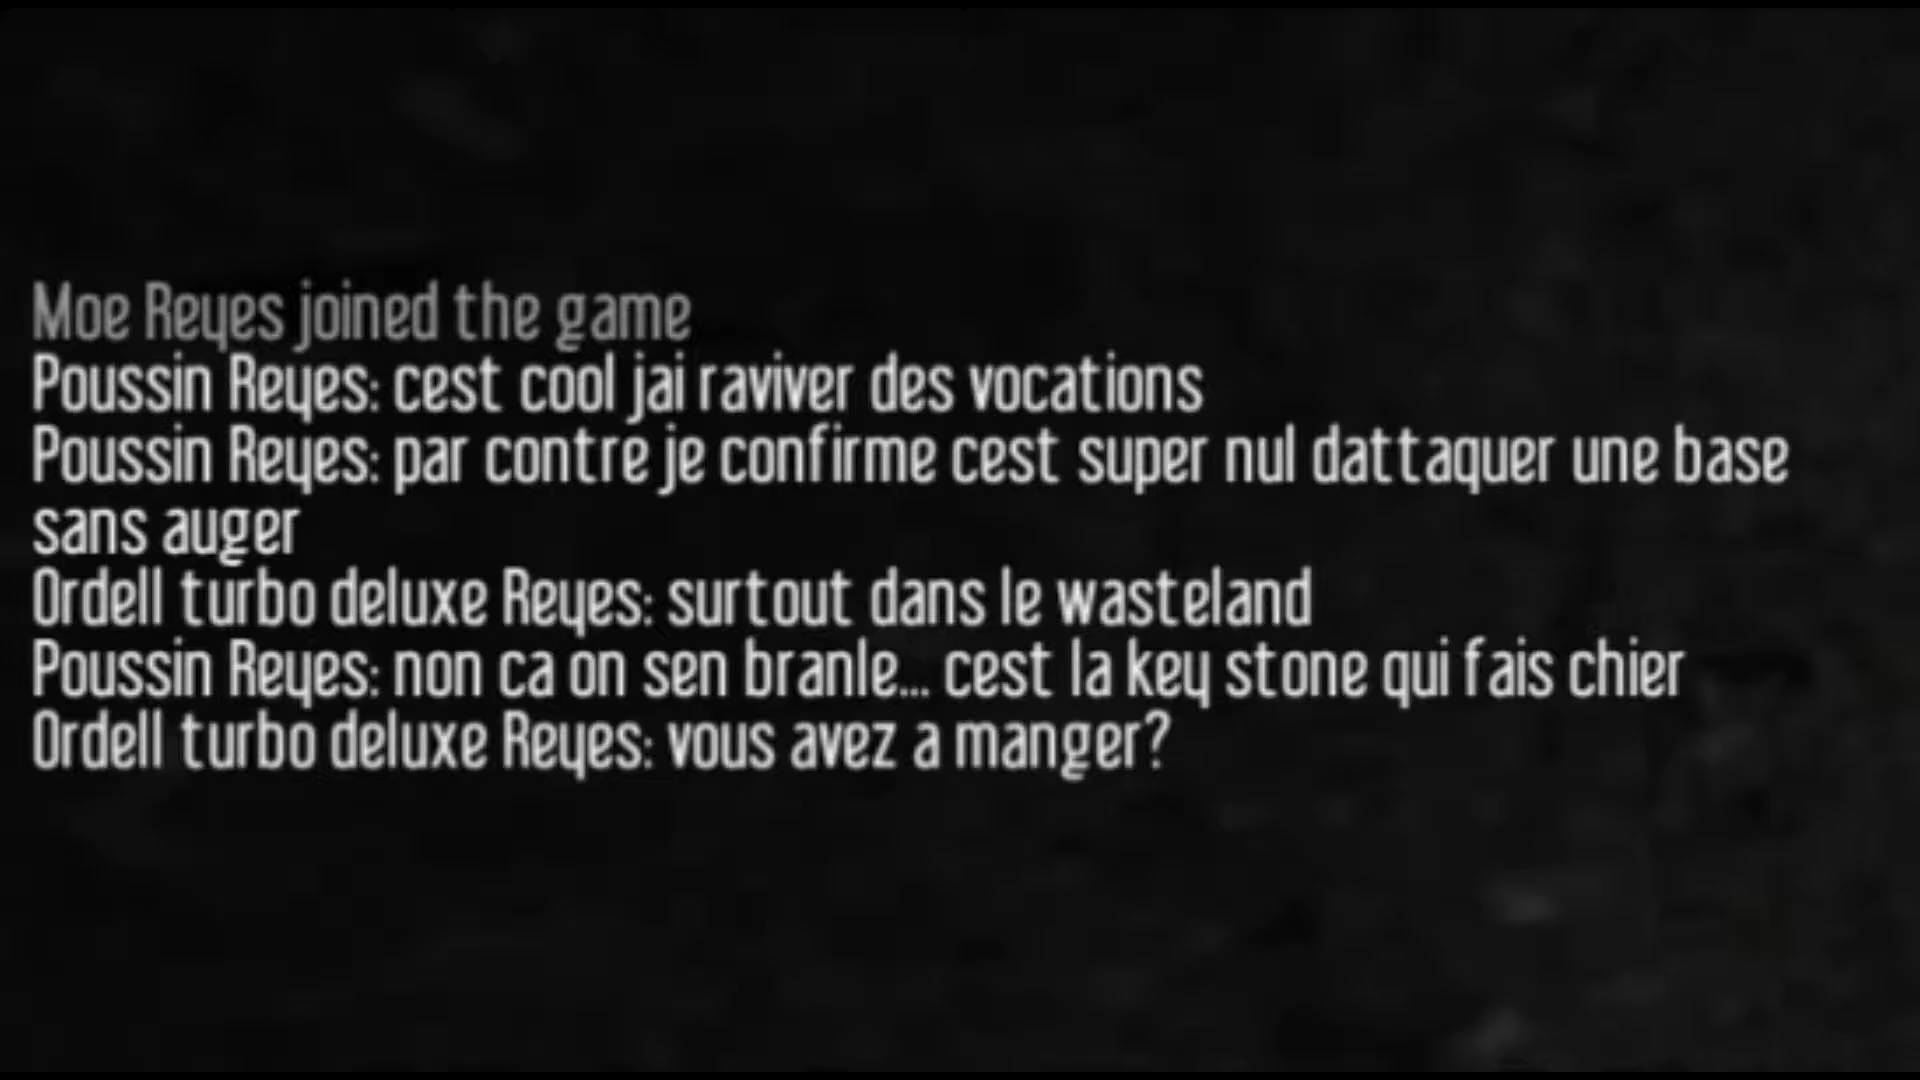 Moe Reyes joined the game
Poussin Reyes: cest cool jai raviver des vocations
Poussin Reyes: par contre je confirme cest super nul dattaquer une base
sans auger
Ordell turbo deluxe Reyes: surtout dans le wasteland
Poussin Reyes: non ca on sen branle... cest la key stone qui fais chier
Ordell turbo deluxe Reyes: vous avez a manger?